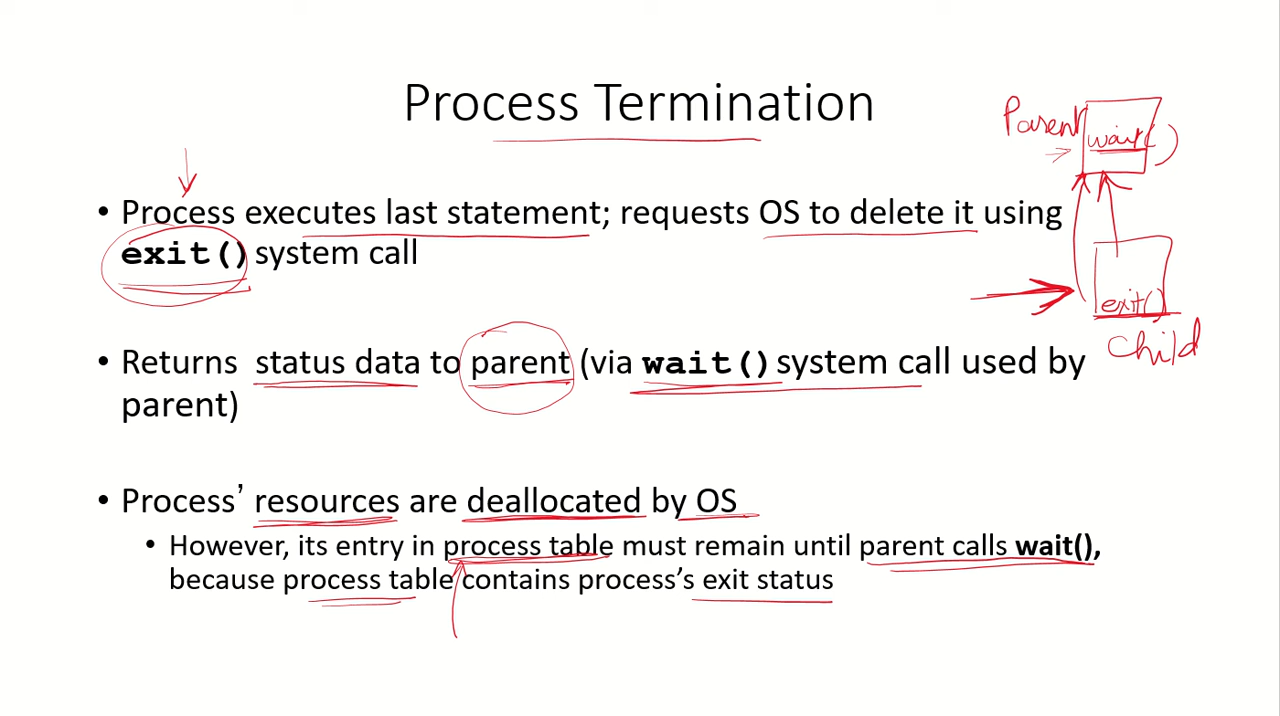 Process Termination
Parent
wait()
• Process executes last statement; requests OS to delete it using
exit() system call
exit()
child
• Returns status data to parent (via wait() system call used by
parent)
• Process’ resources are deallocated by OS
• However, its entry in process table must remain until parent calls wait(),
because process table contains process’s exit status